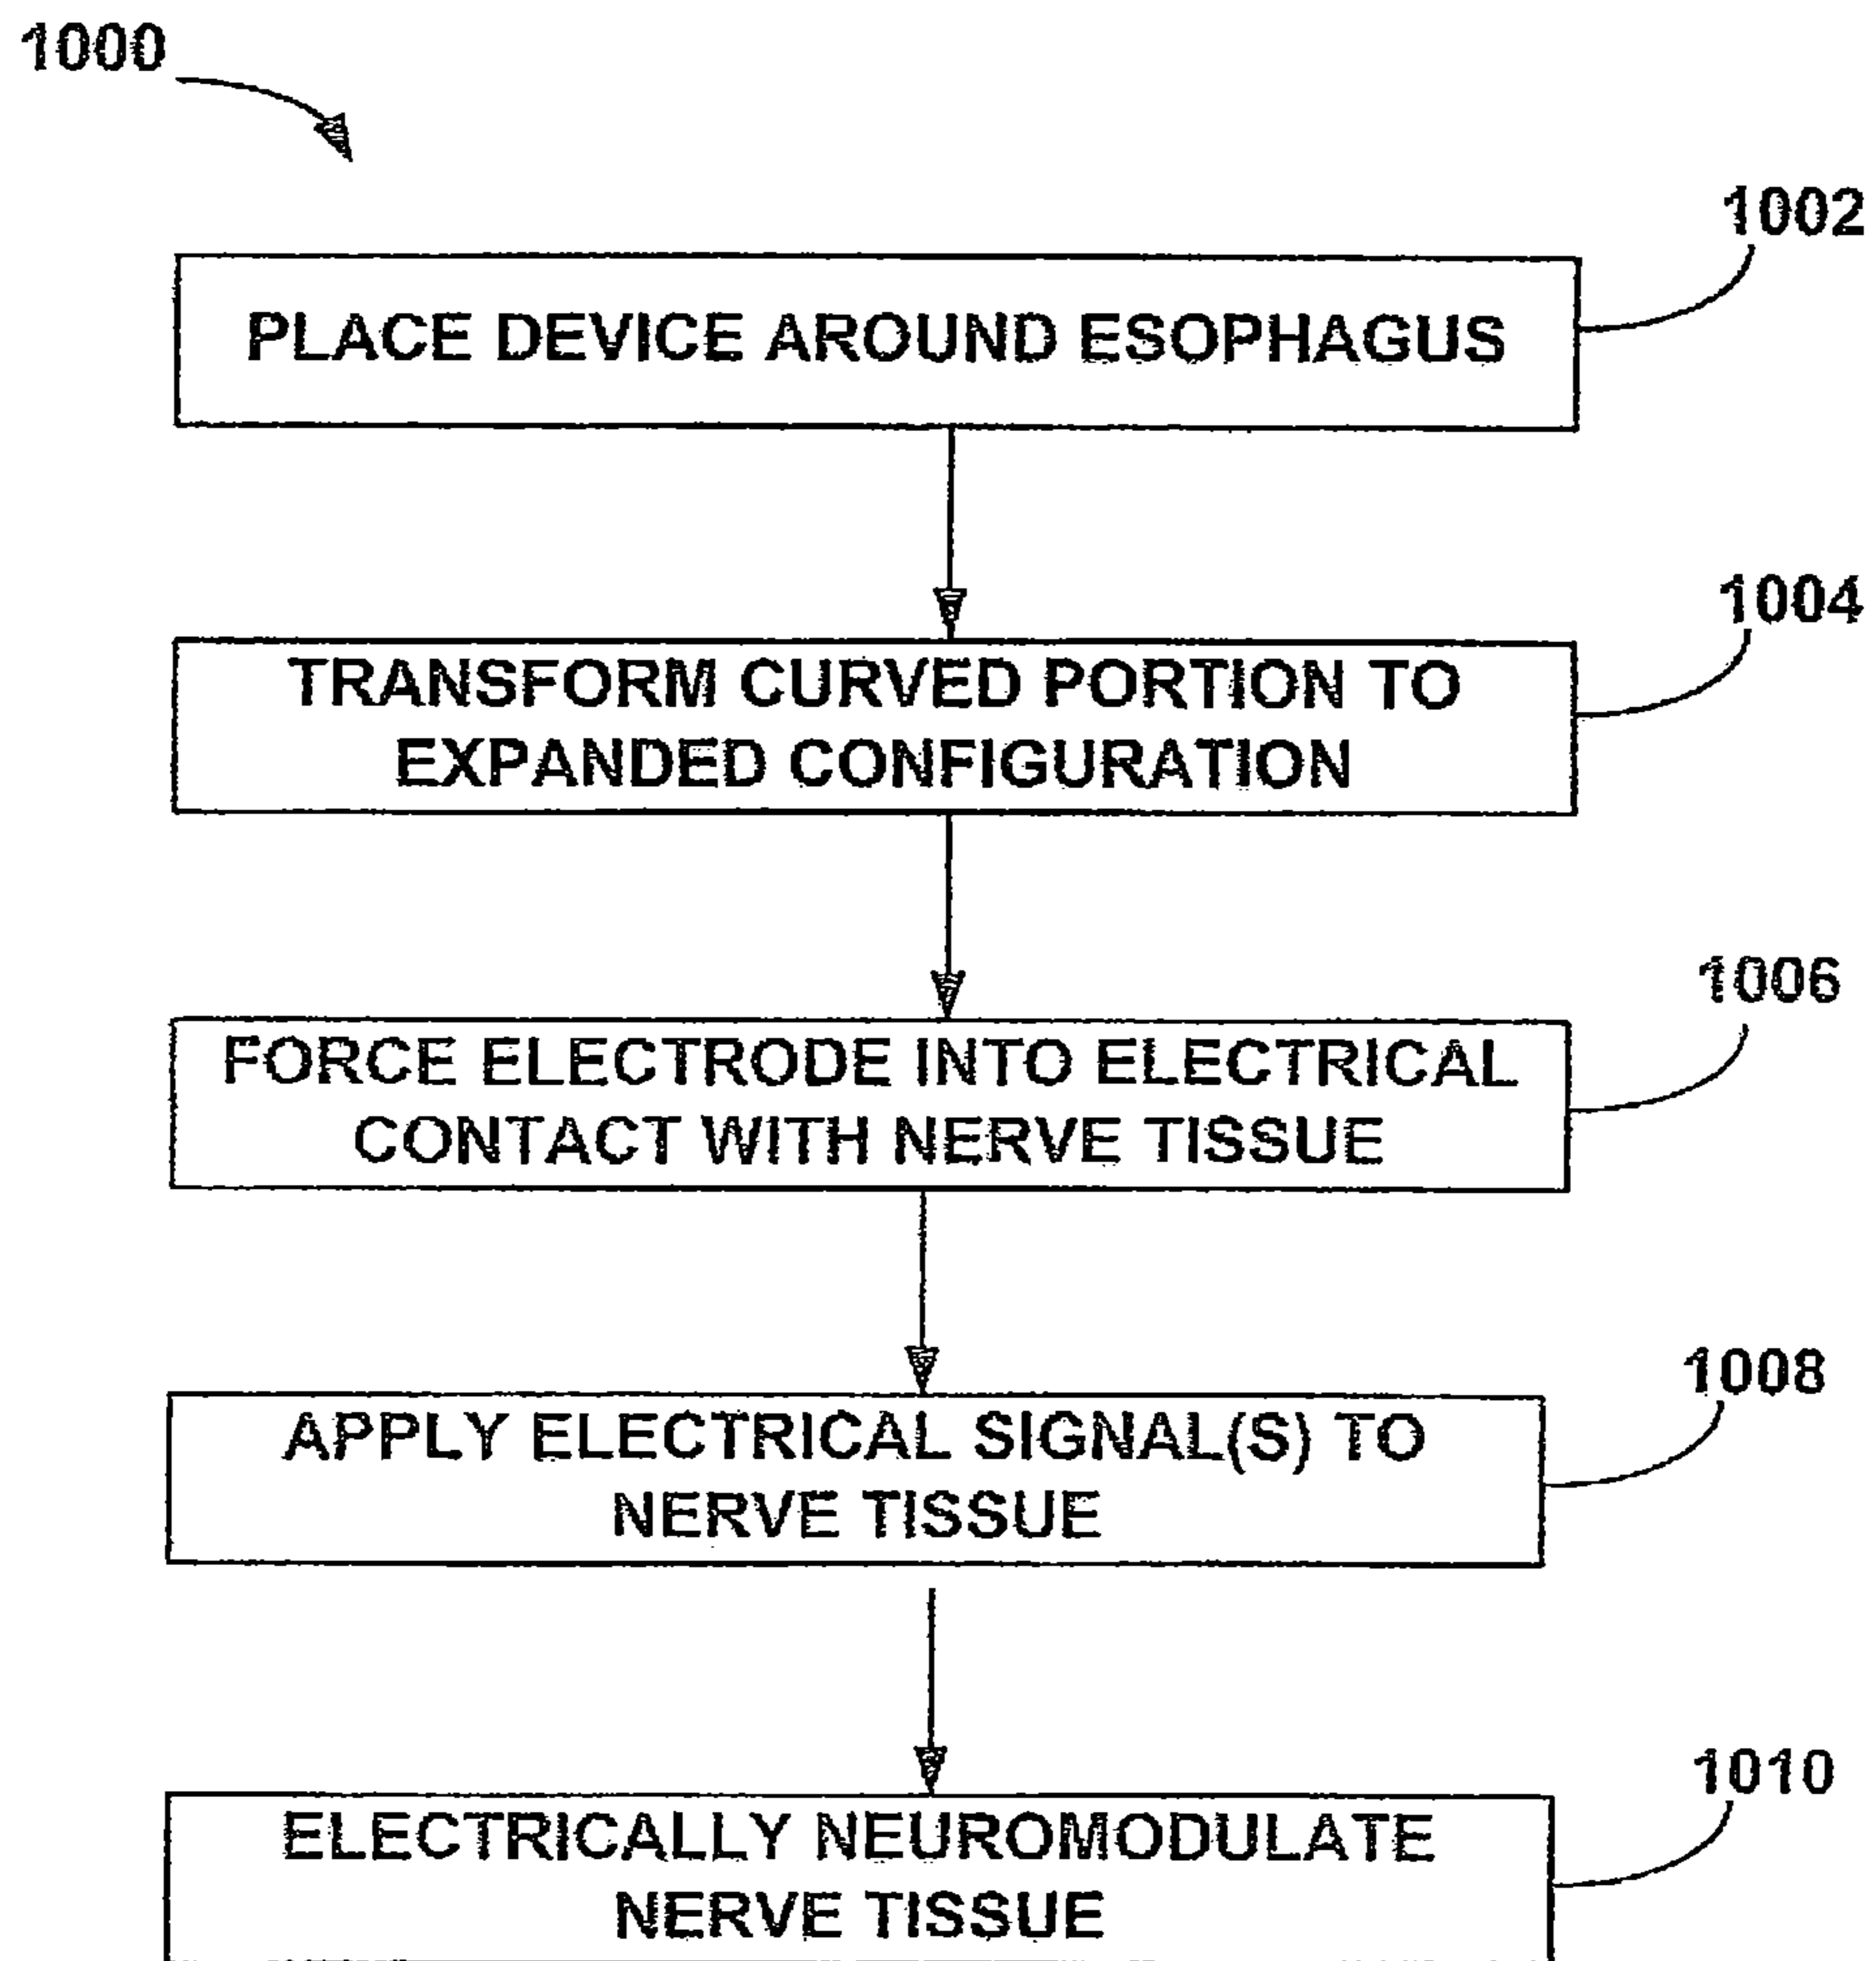 1000
1002
PLACE DEVICE AROUND ESOPHAGUS
1004
TRANSFORM CURVED PORTION TO
EXPANDED CONFIGURATION
1006
FORCE ELECTRODE INTO ELECTRICAL
CONTACT WITH NERVE TISSUE
1008
APPLY ELECTRICAL SIGNAL(S) TO
NERVE TISSUE
1010
ELECTRICALLY NEUROMODULATE
NERVE TISSUE